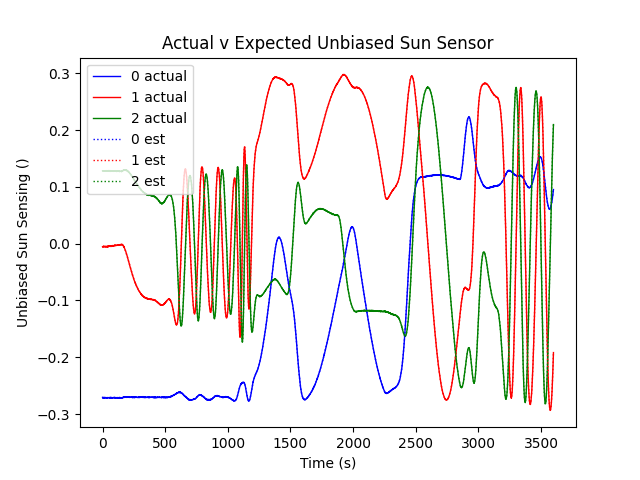 Actual v Expected Unbiased Sun Sensor
Unbiased Sun Sensing ()
0.3
0.2
0.1
0.0
−0.1
−0.2
−0.3
0 actual
1 actual
2 actual
0 est
1 est
2 est
0 500 1000 1500 2000 2500 3000 3500
Time (s)